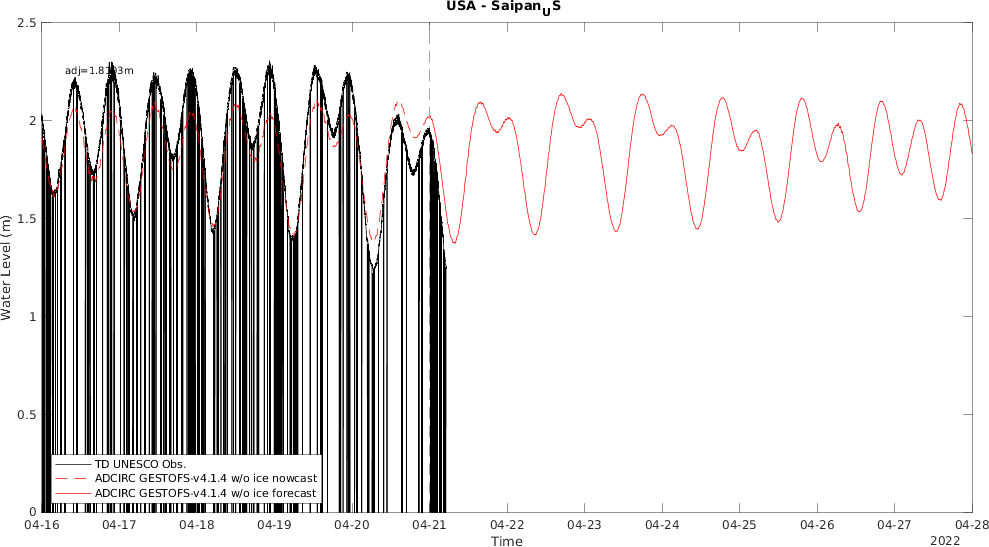 USA - Saipan_US
2.5
adj=1.8103m
2
1.5
Water Level (m)
1
0.5
TD UNESCO Obs.
ADCIRC GESTOFS-v4.1.4 w/o ice nowcast
ADCIRC GESTOFS-v4.1.4 w/o ice forecast
0
04-16 04-17 04-18 04-19 04-20 04-21 04-22 04-23 04-24 04-25 04-26 04-27 04-28
Time
2022